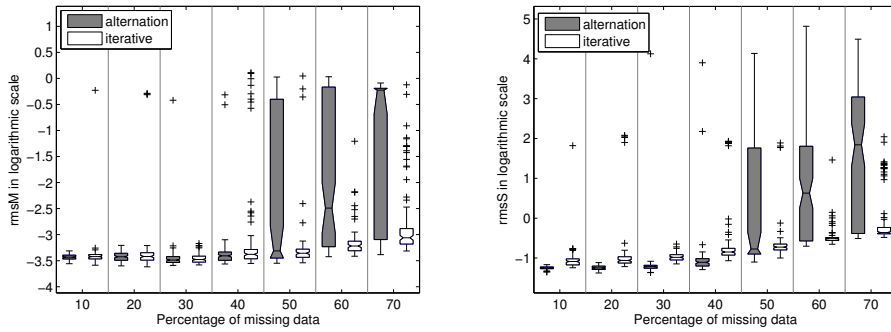 alternation
iterative
1
0.5
0
−0.5
−1
−1.5
−2
−2.5
−3
−3.5
−4
rmsM in logarithmic scale
10 20 30 40 50 60 70
Percentage of missing data
alternation
iterative
5
4
3
2
1
0
−1
rmsS in logarithmic scale
10 20 30 40 50 60 70
Percentage of missing data